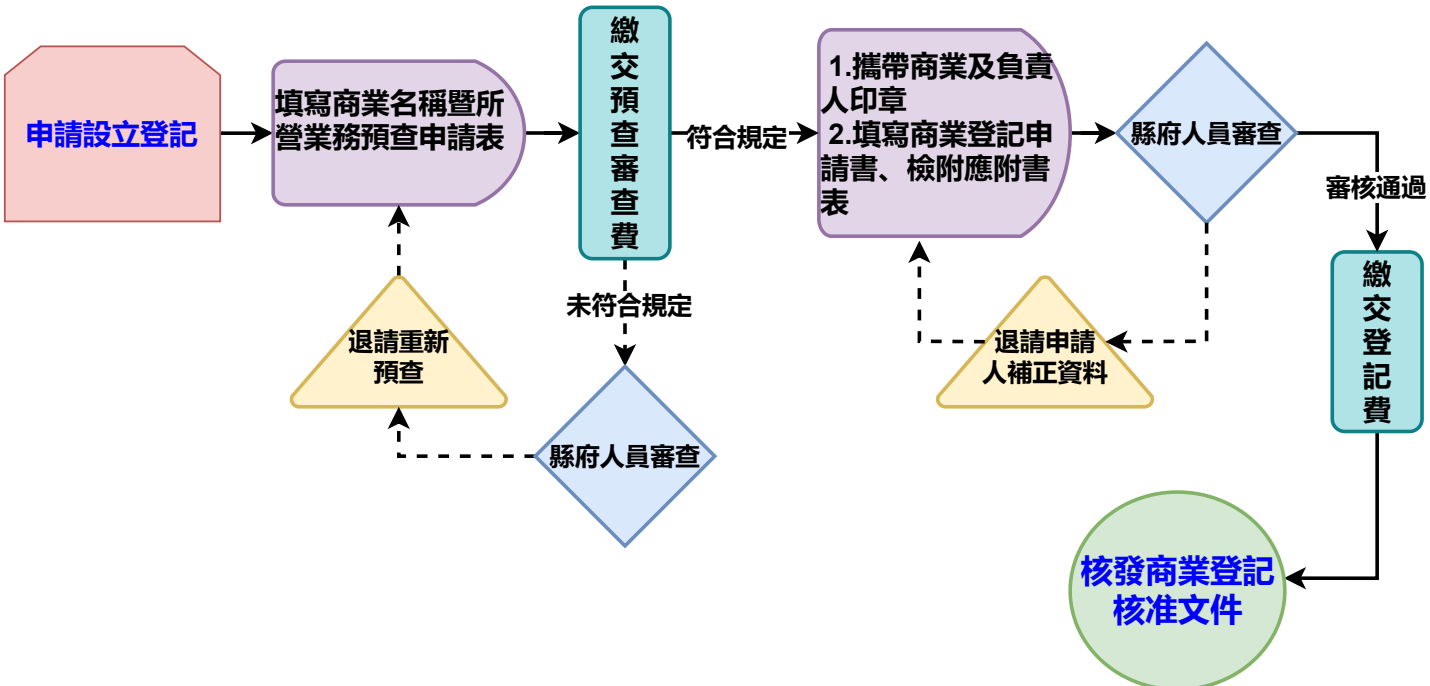 申請設立登記
填寫商業名稱暨所
營業務預查申請表
繳
交
預
查
審
查
費
符合規定
1.攜帶商業及負責
人印章
2.填寫商業登記申
請書、檢附應附書
表
縣府人員審查
審核通過
繳
交
登
記
費
未符合規定
退請重新
預查
縣府人員審查
退請申請
人補正資料
核發商業登記
核准文件